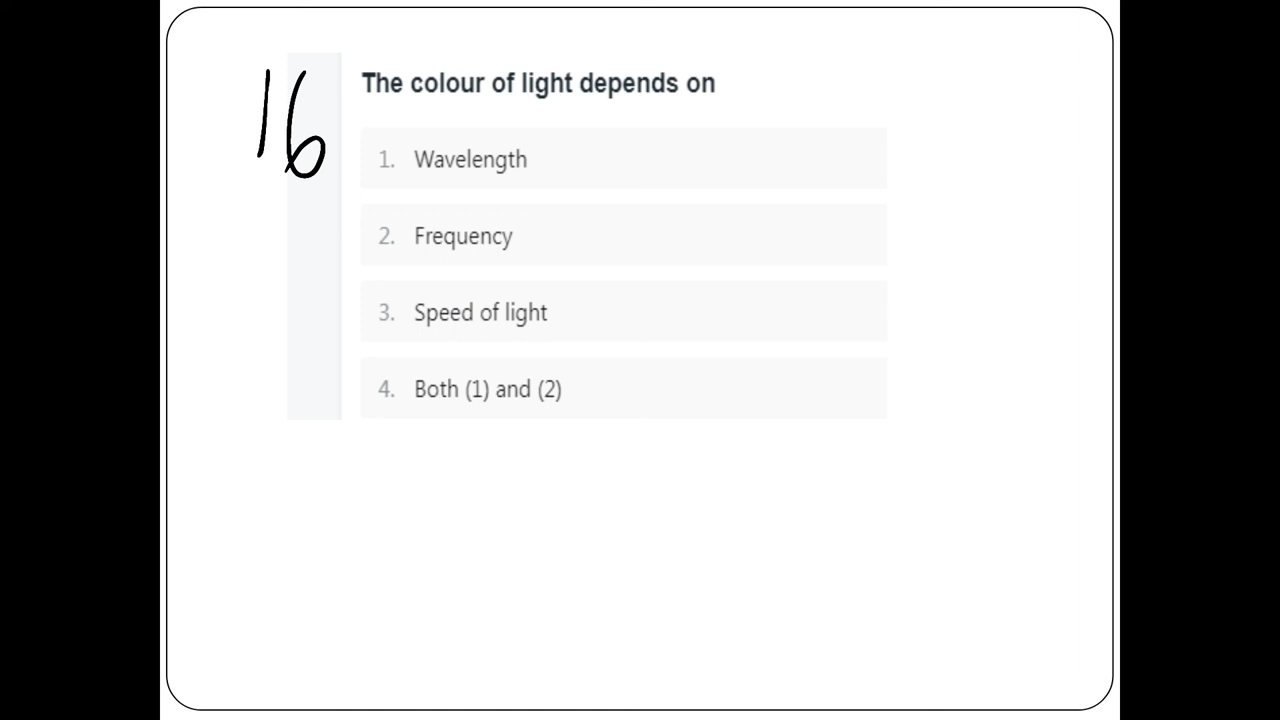 16
The colour of light depends on
1. Wavelength
2. Frequency
3. Speed of light
4. Both (1) and (2)